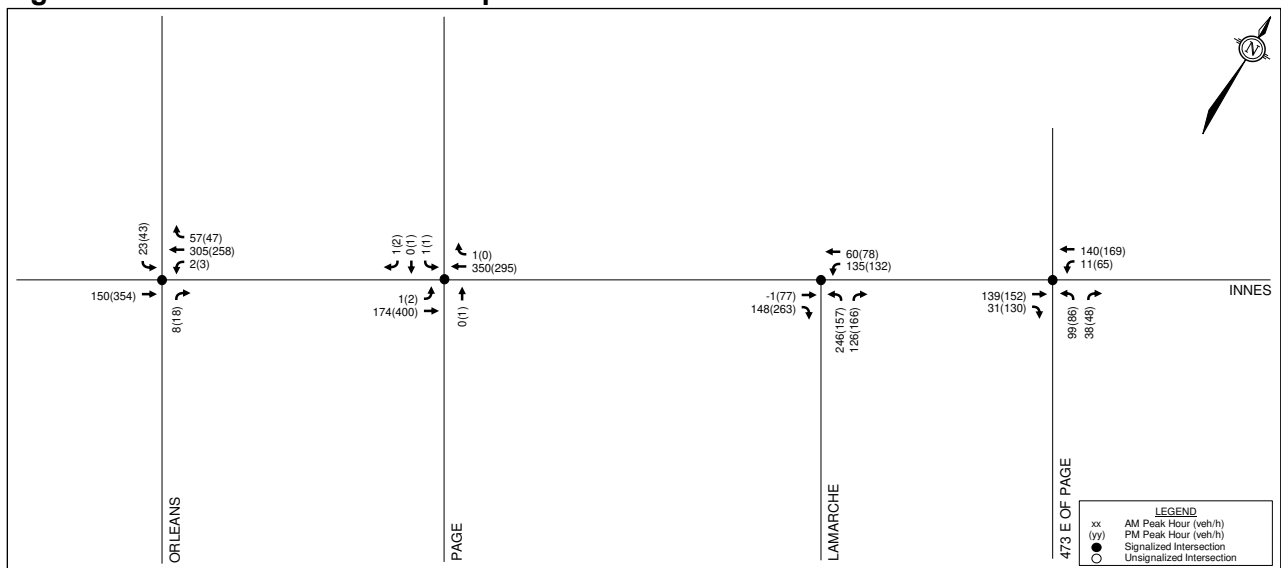 N
23(43)
57(47)
305(258)
2(3)
150(354)
8(18)
1(2)
0(1)
1(1)
1(0)
350(295)
1(2)
174(400)
0(1)
60(78)
135(132)
-1(77)
148(263)
246(157)
126(166)
140(169)
11(65)
139(152)
31(130)
99(86)
38(48)
INNES
ORLEANS
PAGE
LAMARCHE
473 E OF PAGE
LEGEND
xx AM Peak Hour (veh/h)
(yy) PM Peak Hour (veh/h)
Signalized Intersection
Unsignalized Intersection